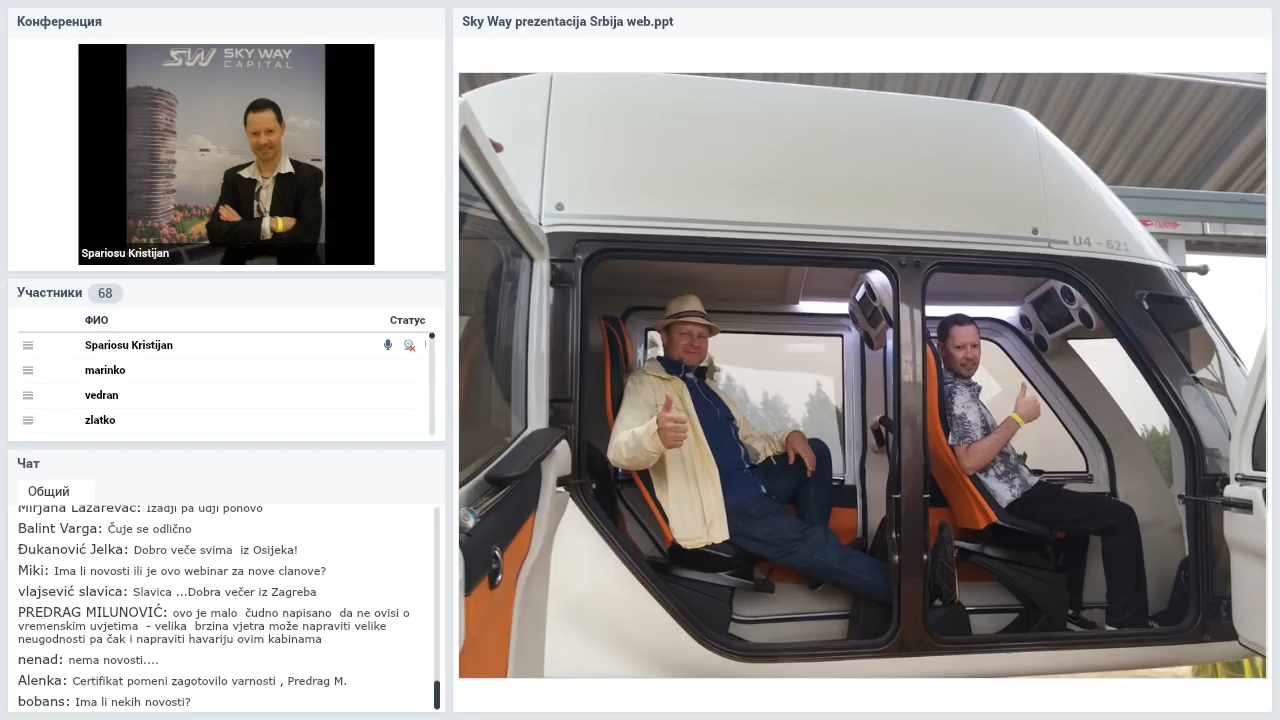 Конференция
SW SKY WAY
CAPITAL
Spariosu Kristijan
Участники 68
ФИО Статус
Spariosu Kristijan
marinko
vedran
zlatko
Чат
Общий
Mirjana Lazarevac: Izadji pa udji ponovo
Balint Varga: Čuje se odlično
Đukanović Jelka: Dobro veče svima iz Osijeka!
Miki: Ima li novosti ili je ovo webinar za nove clanove?
vlajsević slavica: Slavica ...Dobra večer iz Zagreba
PREDRAG MILUNOVIĆ: ovo je malo čudno napisano da ne ovisi o
vremenskim uvjetima - velika brzina vjetra može napraviti velike
neugodnosti pa čak i napraviti havariju ovim kabinama
nenad: nema novosti....
Alenka: Certifikat pomeni zagotovilo varnosti , Predrag M.
bobans: Ima li nekih novosti?
Sky Way prezentacija Srbija web.ppt
U4 - 621